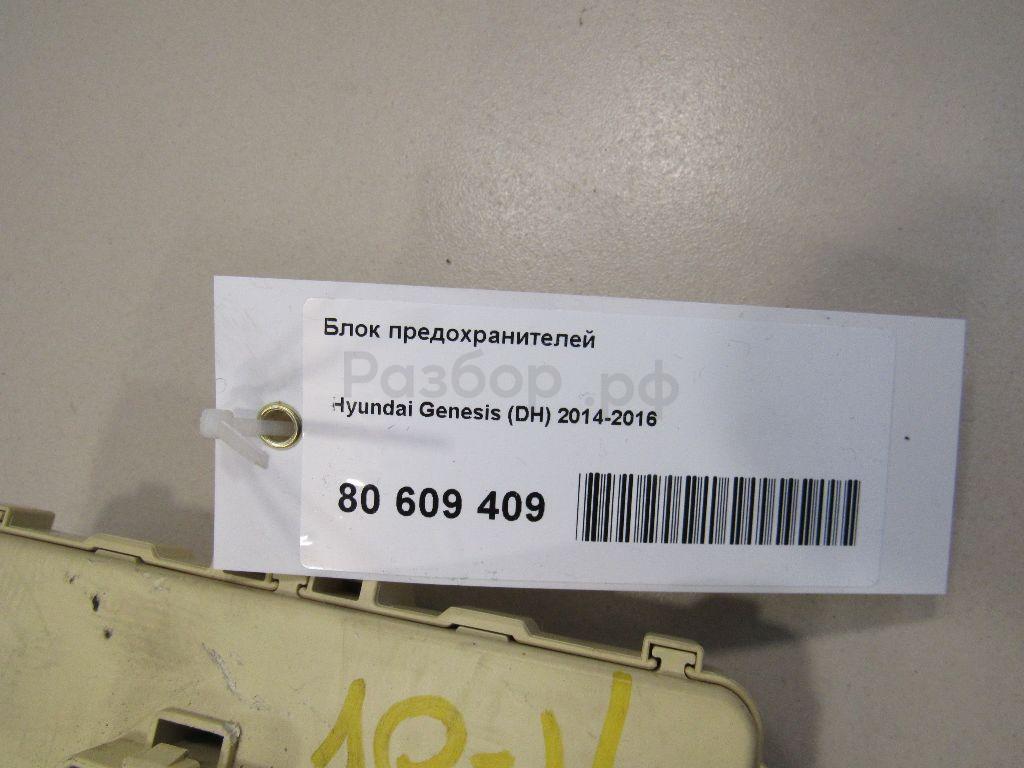 Блок предохранителей
Разбор.рф
Hyundai Genesis (DH) 2014-2016
80 609 409